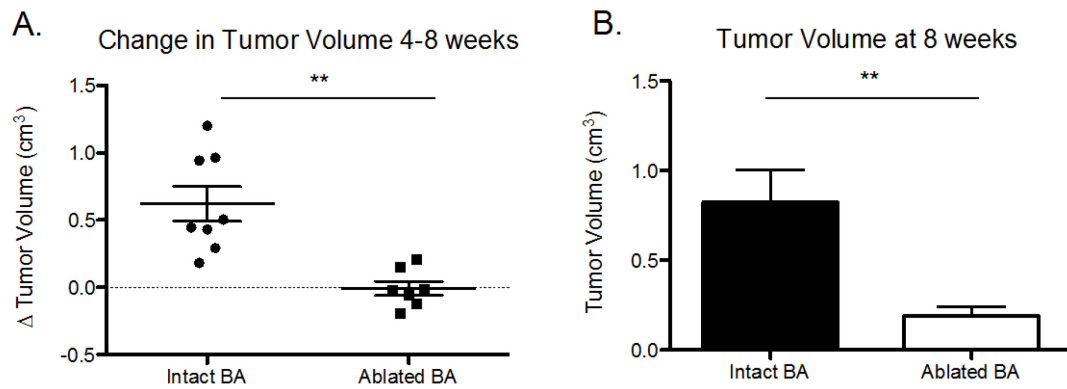 A.
Change in Tumor Volume 4-8 weeks
**
Δ Tumor Volume (cm³)
1.5
1.0
0.5
0.0
-0.5
Intact BA
Ablated BA
B.
Tumor Volume at 8 weeks
**
Tumor Volume (cm³)
1.5
1.0
0.5
0.0
Intact BA
Ablated BA